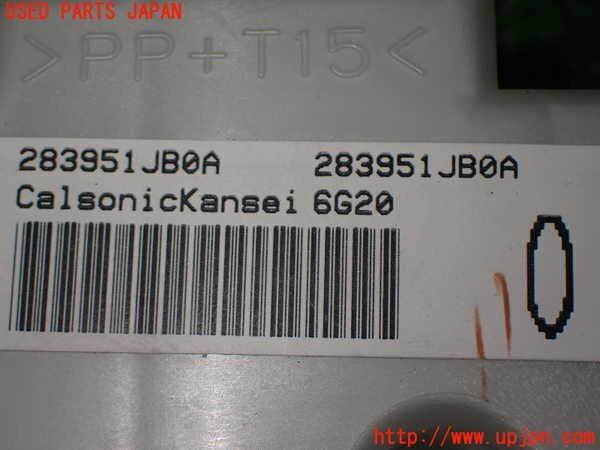 USED PARTS JAPAN
>PP+T15<
283951JB0A 283951JB0A
CalsonicKansei 6G20
0
http://www.upjpn.com/